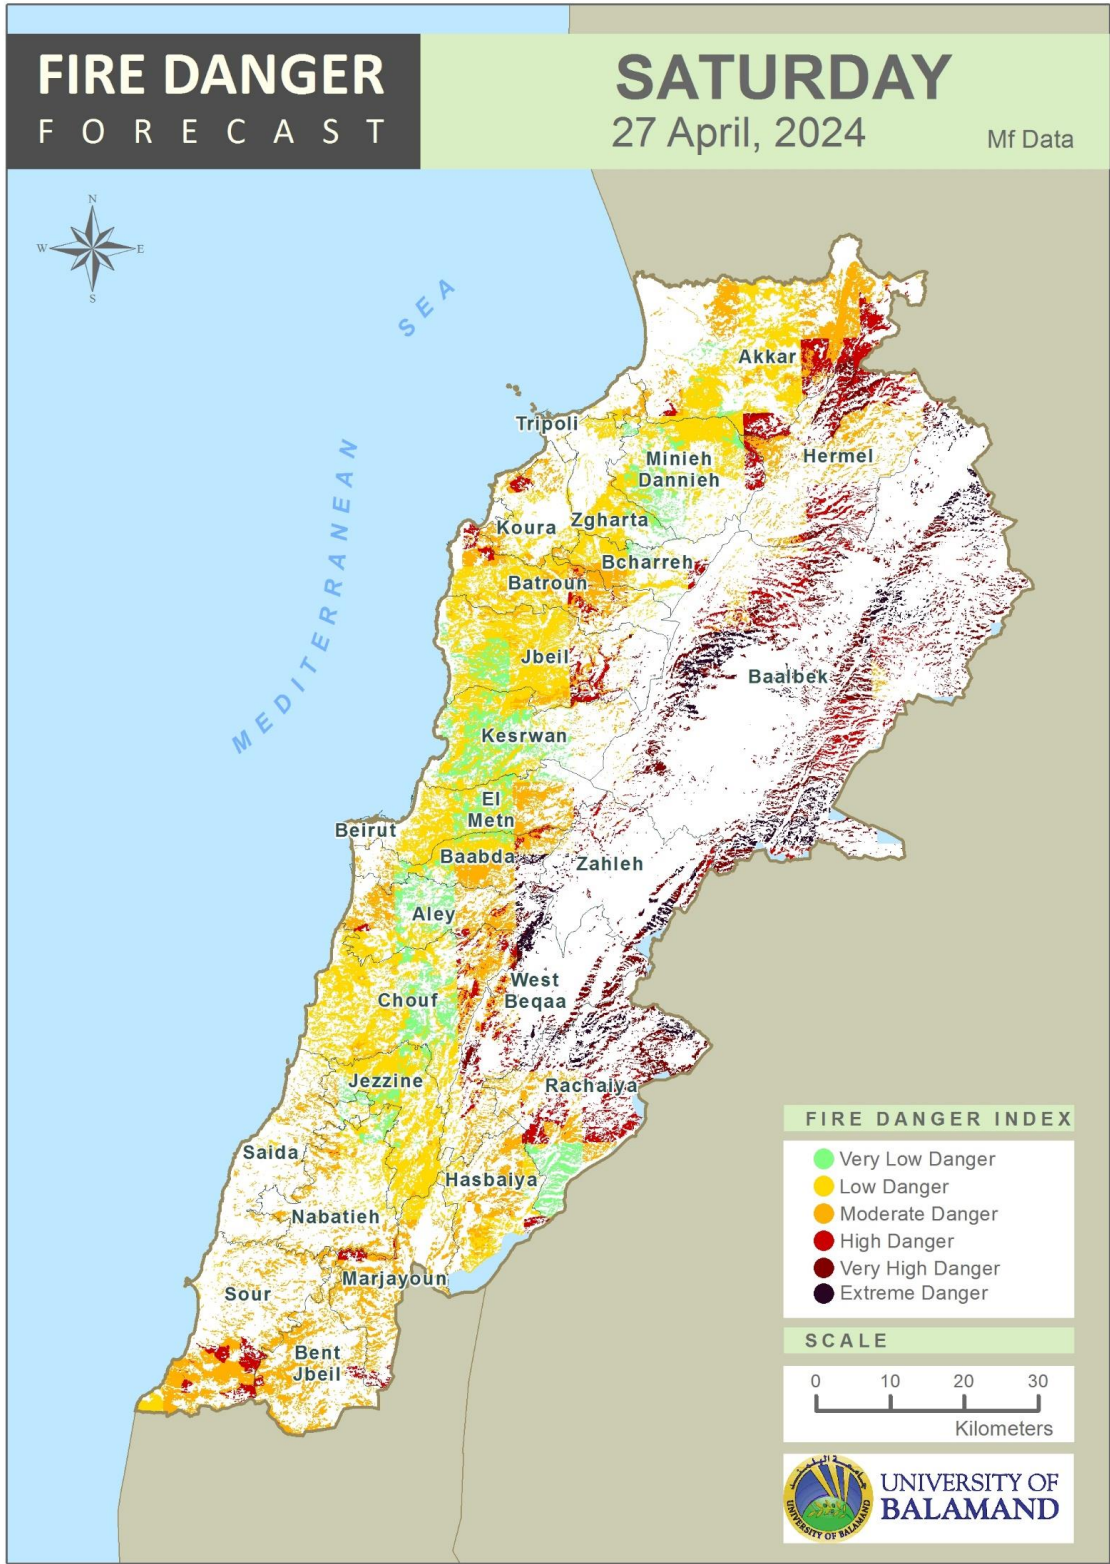 FIRE DANGER
FORECAST
SATURDAY
27 April, 2024
Mf Data
N
W
E
S
MEDITERRANEAN SEA
Akkar
Tripoli
Minieh
Dannieh
Hermel
Koura
Zgharta
Bcharreh
Batroun
Jbeil
Baalbek
Kesrwan
El
Metn
Beirut
Baabda
Zahleh
Aley
West
Beqaa
Chouf
Jezzine
Rachaiya
Saida
Hasbaiya
Nabatieh
Marjayoun
Sour
Bent
Jbeil
FIRE DANGER INDEX
Very Low Danger
Low Danger
Moderate Danger
High Danger
Very High Danger
Extreme Danger
SCALE
0 10 20 30
Kilometers
UNIVERSITY OF BALAMAND
UNIVERSITY OF
BALAMAND